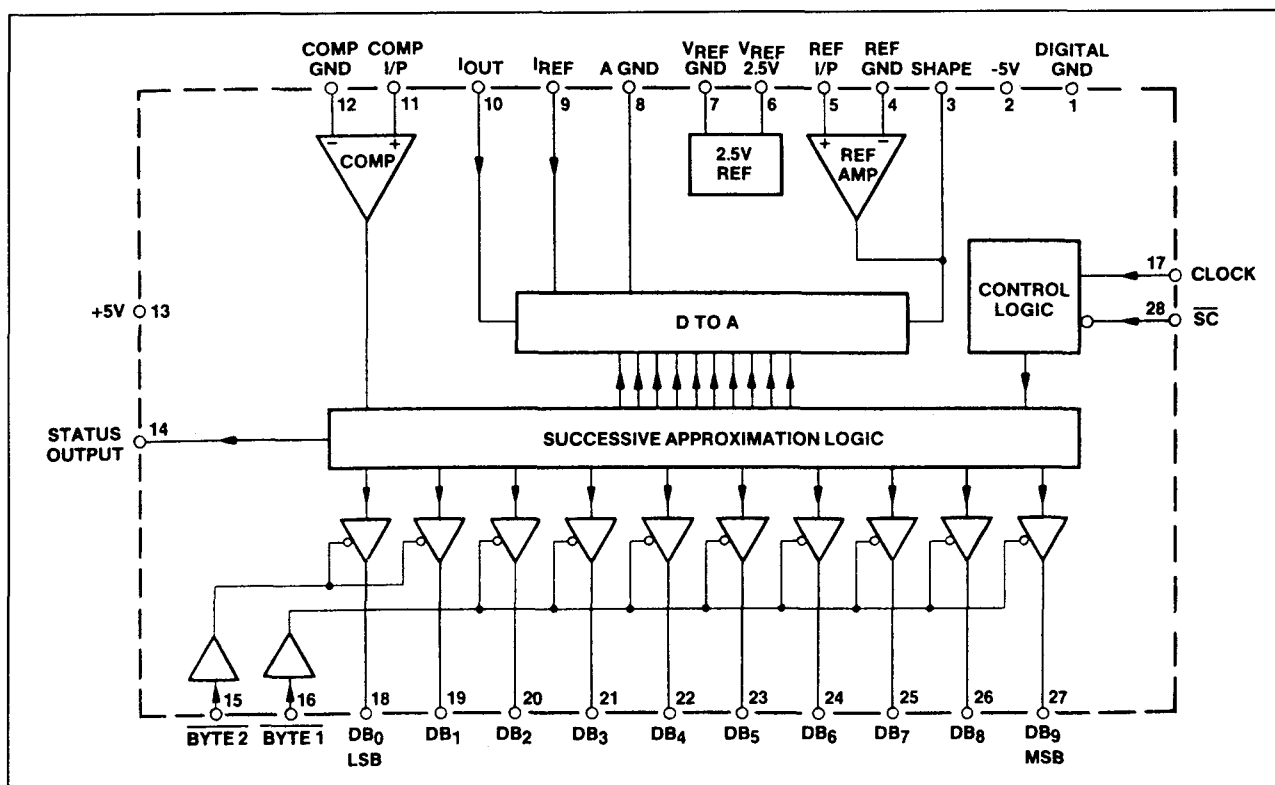 COMP GND
COMP I/P
IOUT
IREF
A GND
VREF GND
VREF 2.5V
REF I/P
REF GND
SHAPE
-5V
DIGITAL GND
12
11
10
9
8
7
6
5
4
3
2
1
- +
COMP
2.5V REF
+ -
REF AMP
CONTROL LOGIC
17
CLOCK
28
S̅C̅
+5V
13
D TO A
STATUS OUTPUT
14
SUCCESSIVE APPROXIMATION LOGIC
15
16
18
19
20
21
22
23
24
25
26
27
B̅Y̅T̅E̅ ̅2̅
B̅Y̅T̅E̅ ̅1̅
DB0
LSB
DB1
DB2
DB3
DB4
DB5
DB6
DB7
DB8
DB9
MSB